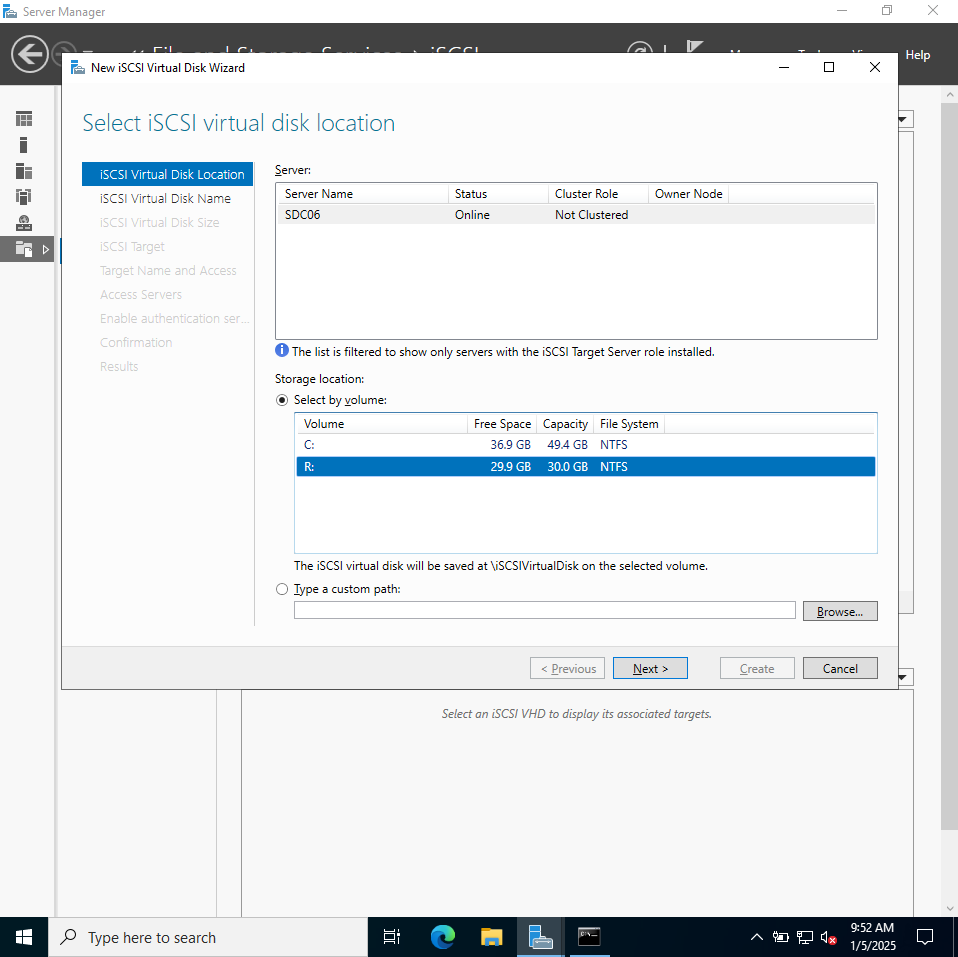 Server Manager
File and Storage Services
iSCSI
Help
New iSCSI Virtual Disk Wizard
Select iSCSI virtual disk location
iSCSI Virtual Disk Location
iSCSI Virtual Disk Name
iSCSI Virtual Disk Size
iSCSI Target
Target Name and Access
Access Servers
Enable authentication ser...
Confirmation
Results
Server:
Server Name Status Cluster Role Owner Node
SDC06 Online Not Clustered
The list is filtered to show only servers with the iSCSI Target Server role installed.
Storage location:
Select by volume:
Volume Free Space Capacity File System
C: 36.9 GB 49.4 GB NTFS
R: 29.9 GB 30.0 GB NTFS
The iSCSI virtual disk will be saved at \iSCSIVirtualDisk on the selected volume.
Type a custom path:
Browse...
< Previous Next > Create Cancel
Select an iSCSI VHD to display its associated targets.
Type here to search
9:52 AM
1/5/2025